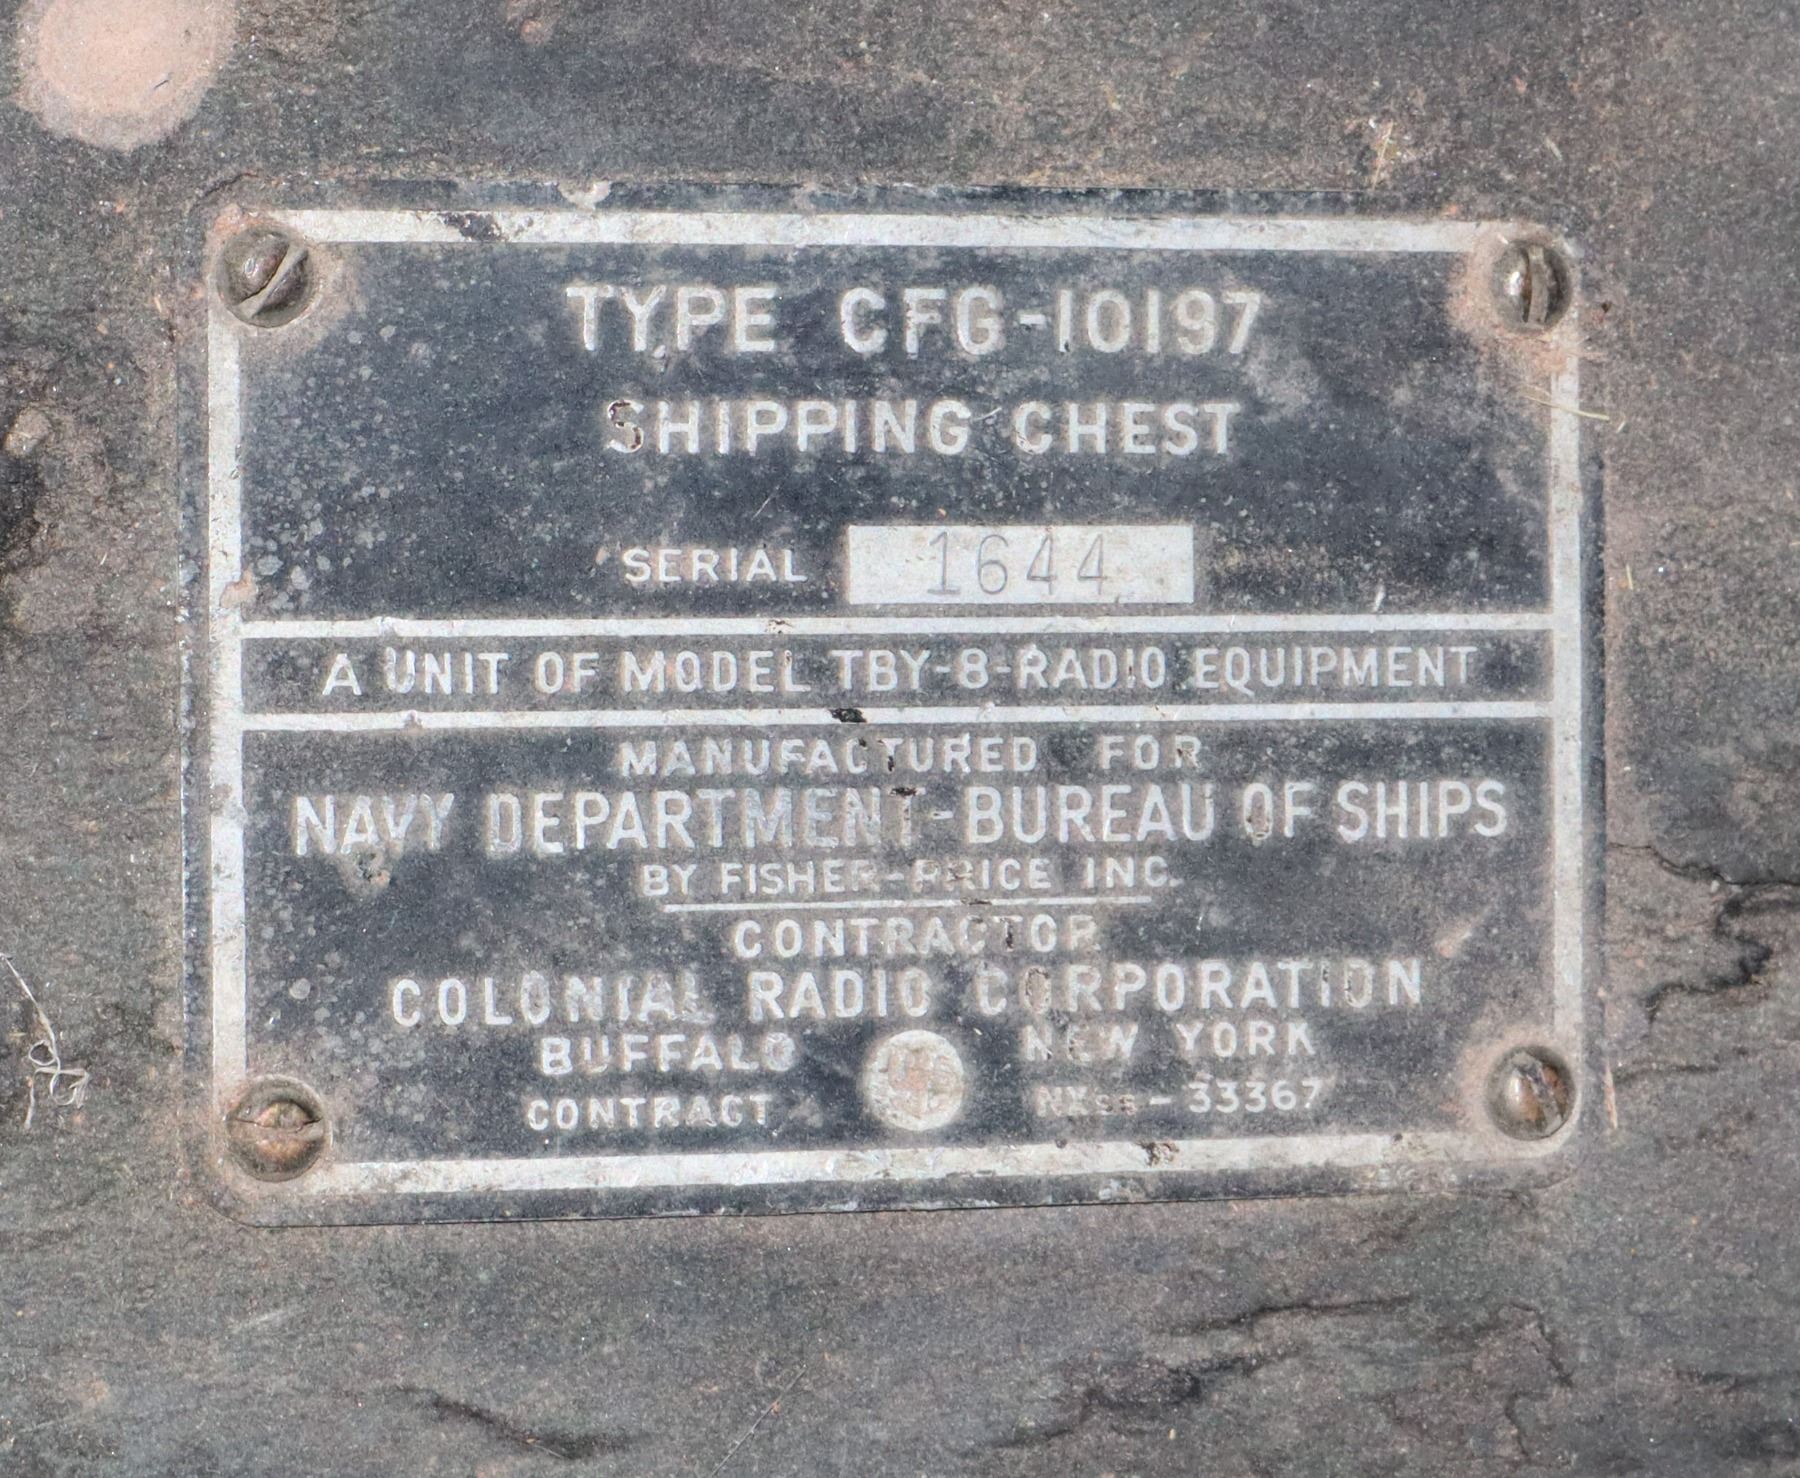 TYPE CFG-10197
SHIPPING CHEST
SERIAL 1644
A UNIT OF MODEL TBY-8-RADIO EQUIPMENT
MANUFACTURED FOR
NAVY DEPARTMENT-BUREAU OF SHIPS
BY FISHER-PRICE INC.
CONTRACTOR
COLONIAL RADIO CORPORATION
BUFFALO NEW YORK
CONTRACT NXss-33367